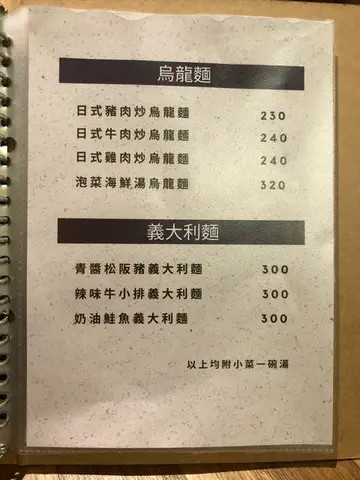 烏龍麵
日式豬肉炒烏龍麵 230
日式牛肉炒烏龍麵 240
日式雞肉炒烏龍麵 240
泡菜海鮮湯烏龍麵 320
義大利麵
青醬松阪豬義大利麵 300
辣味牛小排義大利麵 300
奶油鮭魚義大利麵 300
以上均附小菜一碗湯